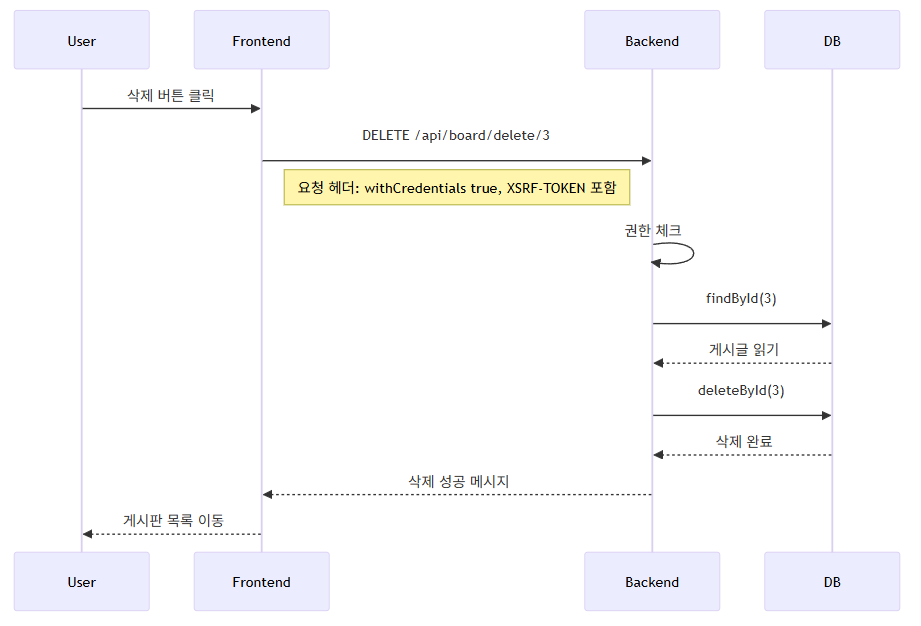 User
Frontend
Backend
DB
삭제 버튼 클릭
DELETE /api/board/delete/3
요청 헤더: withCredentials true, XSRF-TOKEN 포함
권한 체크
findById(3)
게시글 읽기
deleteById(3)
삭제 완료
삭제 성공 메시지
게시판 목록 이동
User
Frontend
Backend
DB